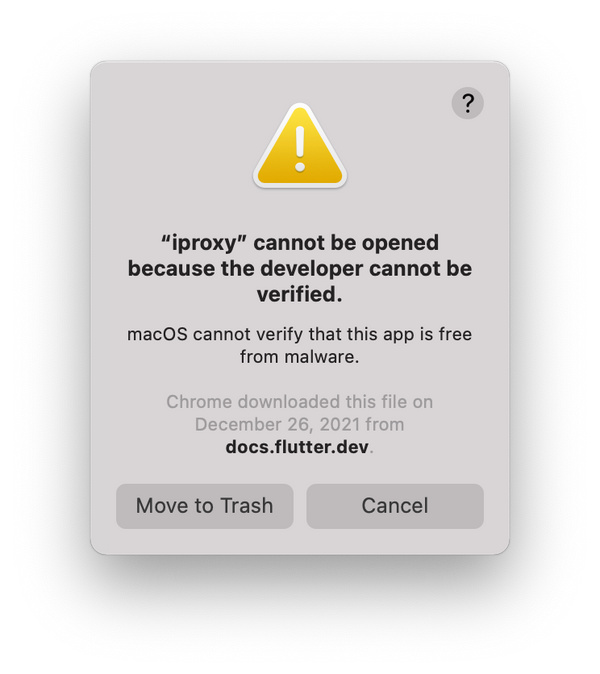 ?
“iproxy” cannot be opened
because the developer cannot be
verified.
macOS cannot verify that this app is free
from malware.
Chrome downloaded this file on
December 26, 2021 from
docs.flutter.dev.
Move to Trash
Cancel